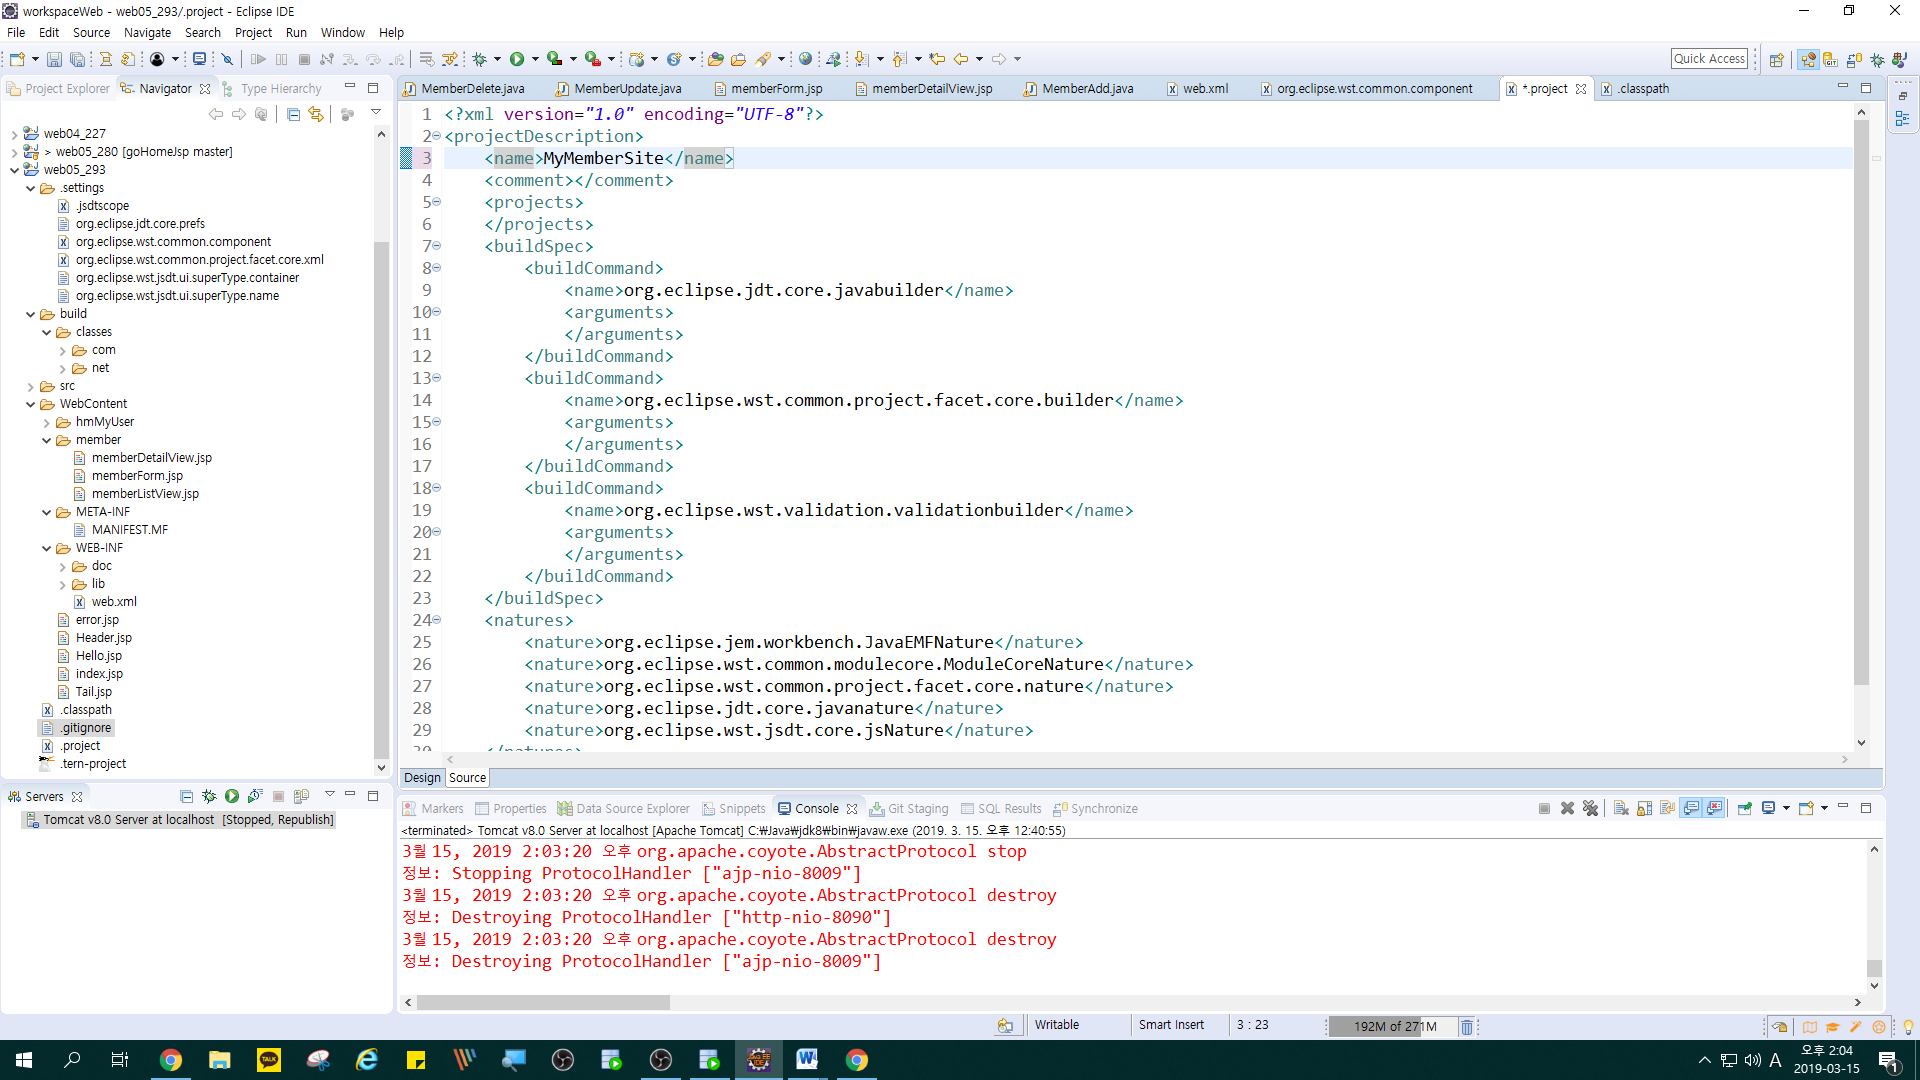 workspaceWeb - web05_293/.project - Eclipse IDE
File Edit Source Navigate Search Project Run Window Help
Quick Access
Project Explorer Navigator Type Hierarchy
web04_227
> web05_280 [goHomeJsp master]
web05_293
.settings
.jsdtscope
org.eclipse.jdt.core.prefs
org.eclipse.wst.common.component
org.eclipse.wst.common.project.facet.core.xml
org.eclipse.wst.jsdt.ui.superType.container
org.eclipse.wst.jsdt.ui.superType.name
build
classes
com
net
src
WebContent
hmMyUser
member
memberDetailView.jsp
memberForm.jsp
memberListView.jsp
META-INF
MANIFEST.MF
WEB-INF
doc
lib
web.xml
error.jsp
Header.jsp
Hello.jsp
index.jsp
Tail.jsp
.classpath
.gitignore
.project
.tern-project
Servers
Tomcat v8.0 Server at localhost [Stopped, Republish]
MemberDelete.java MemberUpdate.java memberForm.jsp memberDetailView.jsp MemberAdd.java web.xml org.eclipse.wst.common.component *.project .classpath
1 <?xml version="1.0" encoding="UTF-8"?>
2 <projectDescription>
3 <name>MyMemberSite</name>
4 <comment></comment>
5 <projects>
6 </projects>
7 <buildSpec>
8 <buildCommand>
9 <name>org.eclipse.jdt.core.javabuilder</name>
10 <arguments>
11 </arguments>
12 </buildCommand>
13 <buildCommand>
14 <name>org.eclipse.wst.common.project.facet.core.builder</name>
15 <arguments>
16 </arguments>
17 </buildCommand>
18 <buildCommand>
19 <name>org.eclipse.wst.validation.validationbuilder</name>
20 <arguments>
21 </arguments>
22 </buildCommand>
23 </buildSpec>
24 <natures>
25 <nature>org.eclipse.jem.workbench.JavaEMFNature</nature>
26 <nature>org.eclipse.wst.common.modulecore.ModuleCoreNature</nature>
27 <nature>org.eclipse.wst.common.project.facet.core.nature</nature>
28 <nature>org.eclipse.jdt.core.javanature</nature>
29 <nature>org.eclipse.wst.jsdt.core.jsNature</nature>
30 </natures>
Design Source
Markers Properties Data Source Explorer Snippets Console Git Staging SQL Results Synchronize
<terminated> Tomcat v8.0 Server at localhost [Apache Tomcat] C:₩Java₩jdk8₩bin₩javaw.exe (2019. 3. 15. 오후 12:40:55)
3월 15, 2019 2:03:20 오후 org.apache.coyote.AbstractProtocol stop
정보: Stopping ProtocolHandler ["ajp-nio-8009"]
3월 15, 2019 2:03:20 오후 org.apache.coyote.AbstractProtocol destroy
정보: Destroying ProtocolHandler ["http-nio-8090"]
3월 15, 2019 2:03:20 오후 org.apache.coyote.AbstractProtocol destroy
정보: Destroying ProtocolHandler ["ajp-nio-8009"]
Writable Smart Insert 3 : 23 192M of 271M
TALK
Java EE IDE
A 오후 2:04
2019-03-15
1